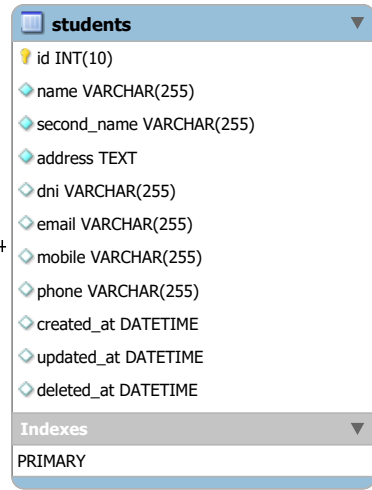 students
id INT(10)
name VARCHAR(255)
second_name VARCHAR(255)
address TEXT
dni VARCHAR(255)
email VARCHAR(255)
mobile VARCHAR(255)
phone VARCHAR(255)
created_at DATETIME
updated_at DATETIME
deleted_at DATETIME
Indexes
PRIMARY